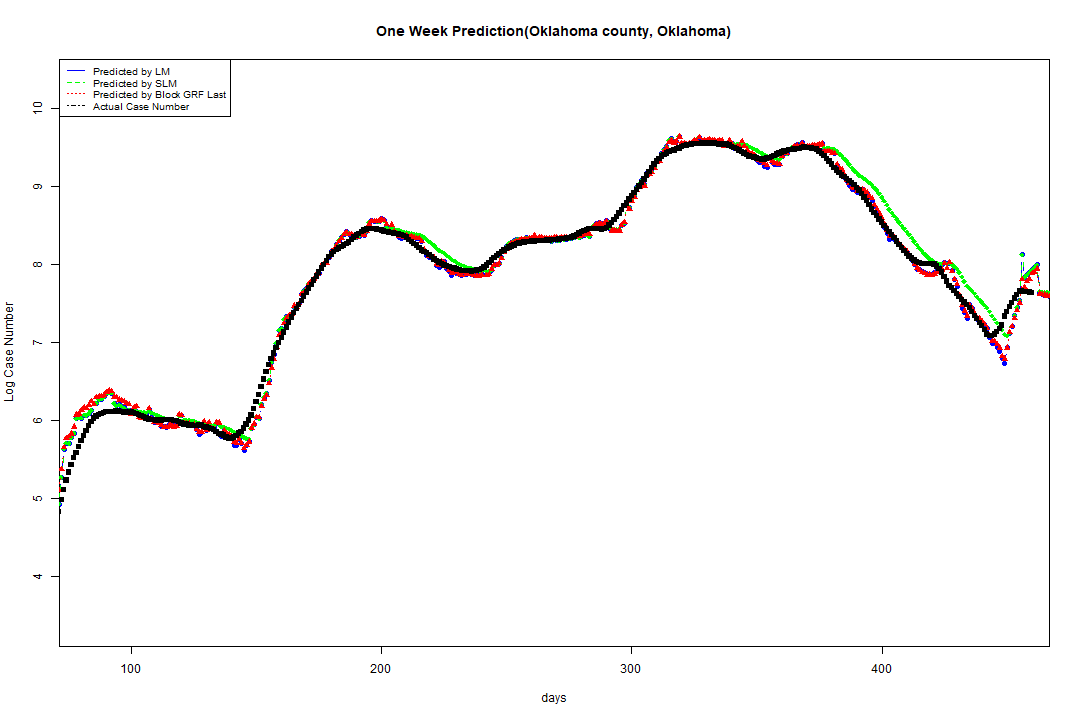 One Week Prediction(Oklahoma county, Oklahoma)
Predicted by LM
Predicted by SLM
Predicted by Block GRF Last
Actual Case Number
10
9
8
7
6
5
4
Log Case Number
100
200
300
400
days